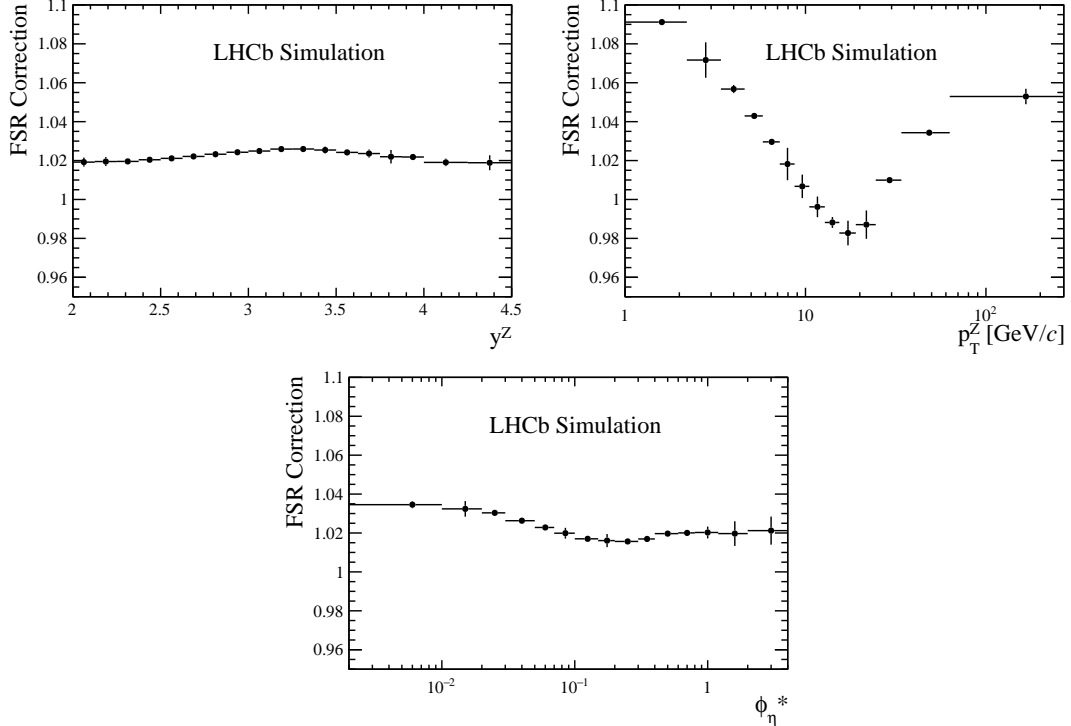 FSR Correction
1.1
1.08
1.06
1.04
1.02
1
0.98
0.96
LHCb Simulation
2 2.5 3 3.5 4 4.5
y^Z
FSR Correction
1.1
1.08
1.06
1.04
1.02
1
0.98
0.96
LHCb Simulation
1 10 10²
p_T^Z [GeV/c]
FSR Correction
1.1
1.08
1.06
1.04
1.02
1
0.98
0.96
LHCb Simulation
10⁻² 10⁻¹ 1
ϕ_η*